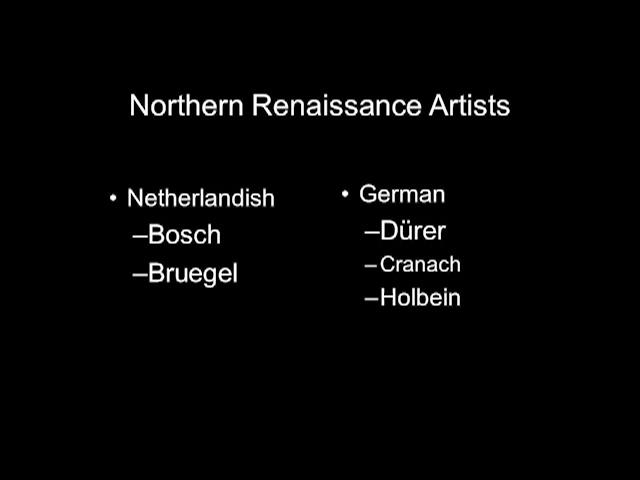 Northern Renaissance Artists
• Netherlandish
–Bosch
–Bruegel
• German
–Dürer
–Cranach
–Holbein